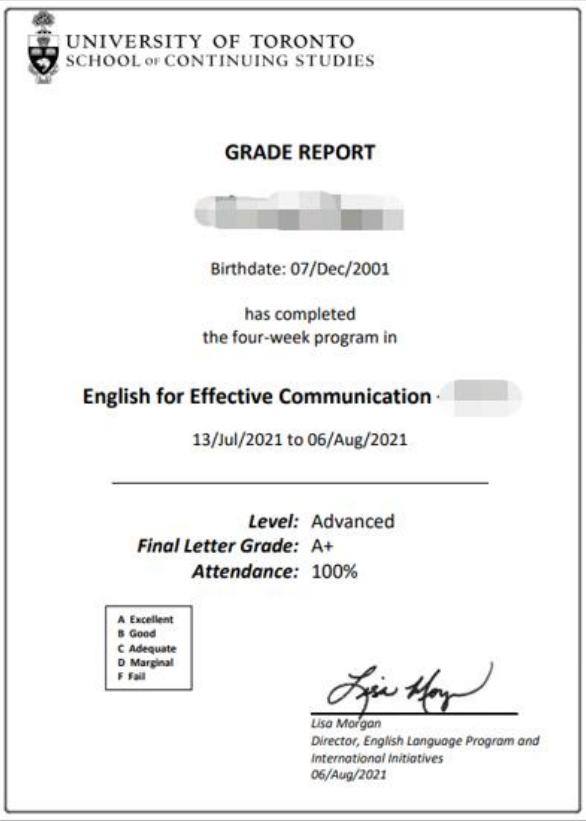 UNIVERSITY OF TORONTO
SCHOOL OF CONTINUING STUDIES
GRADE REPORT
Birthdate: 07/Dec/2001
has completed
the four-week program in
English for Effective Communication -
13/Jul/2021 to 06/Aug/2021
Level: Advanced
Final Letter Grade: A+
Attendance: 100%
A Excellent
B Good
C Adequate
D Marginal
F Fail
Lisa Morgan
Lisa Morgan
Director, English Language Program and
International Initiatives
06/Aug/2021